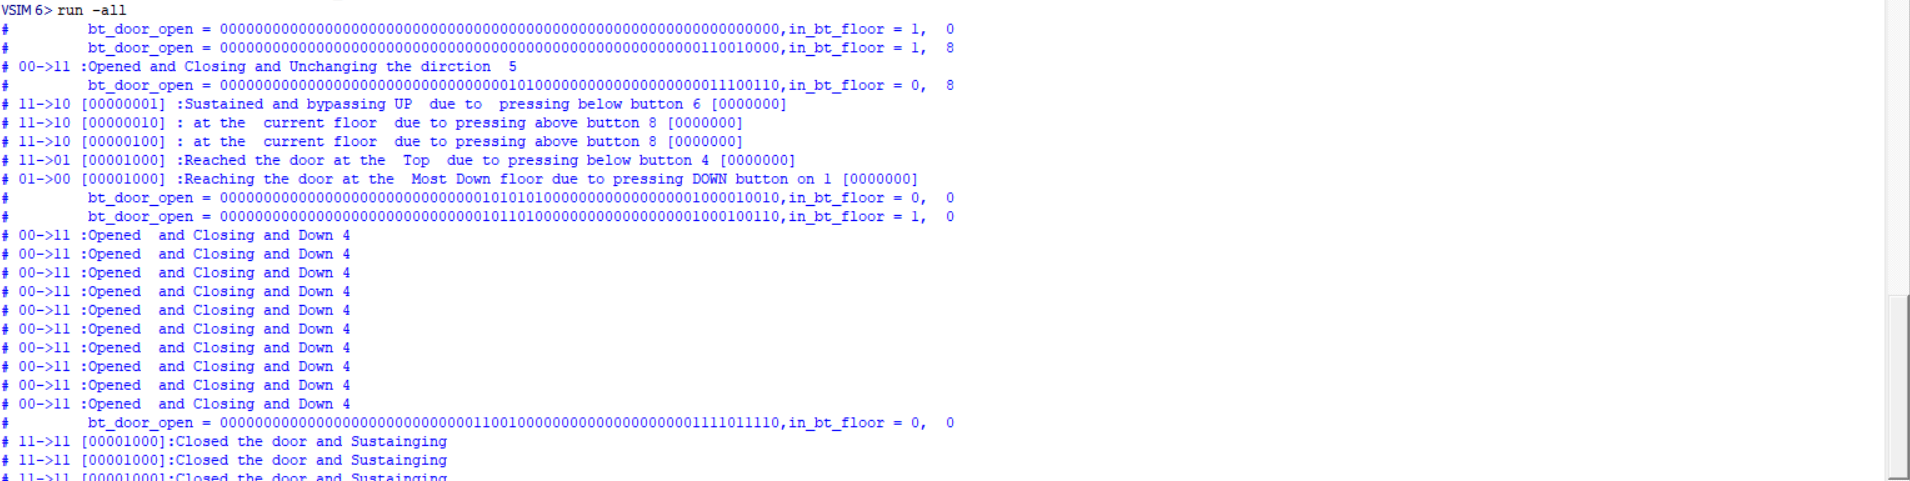 VSIM 6> run -all
#         bt_door_open = 0000000000000000000000000000000000000000000000000000000000000000,in_bt_floor = 1,  0
#         bt_door_open = 0000000000000000000000000000000000000000000000000000000110010000,in_bt_floor = 1,  8
# 00->11 :Opened and Closing and Unchanging the dirction  5
#         bt_door_open = 0000000000000000000000000000000001010000000000000000000011100110,in_bt_floor = 0,  8
# 11->10 [00000001] :Sustained and bypassing UP  due to  pressing below button 6 [0000000]
# 11->10 [00000010] : at the  current floor  due to pressing above button 8 [0000000]
# 11->10 [00000100] : at the  current floor  due to pressing above button 8 [0000000]
# 11->01 [00001000] :Reached the door at the  Top  due to pressing below button 4 [0000000]
# 01->00 [00001000] :Reaching the door at the  Most Down floor due to pressing DOWN button on 1 [0000000]
#         bt_door_open = 0000000000000000000000000000001010101000000000000000001000010010,in_bt_floor = 0,  0
#         bt_door_open = 0000000000000000000000000000001011010000000000000000001000100110,in_bt_floor = 1,  0
# 00->11 :Opened  and Closing and Down 4
# 00->11 :Opened  and Closing and Down 4
# 00->11 :Opened  and Closing and Down 4
# 00->11 :Opened  and Closing and Down 4
# 00->11 :Opened  and Closing and Down 4
# 00->11 :Opened  and Closing and Down 4
# 00->11 :Opened  and Closing and Down 4
# 00->11 :Opened  and Closing and Down 4
# 00->11 :Opened  and Closing and Down 4
# 00->11 :Opened  and Closing and Down 4
#         bt_door_open = 0000000000000000000000000000011001000000000000000000001111011110,in_bt_floor = 0,  0
# 11->11 [00001000]:Closed the door and Sustainging
# 11->11 [00001000]:Closed the door and Sustainging
# 11->11 [00001000]:Closed the door and Sustainging